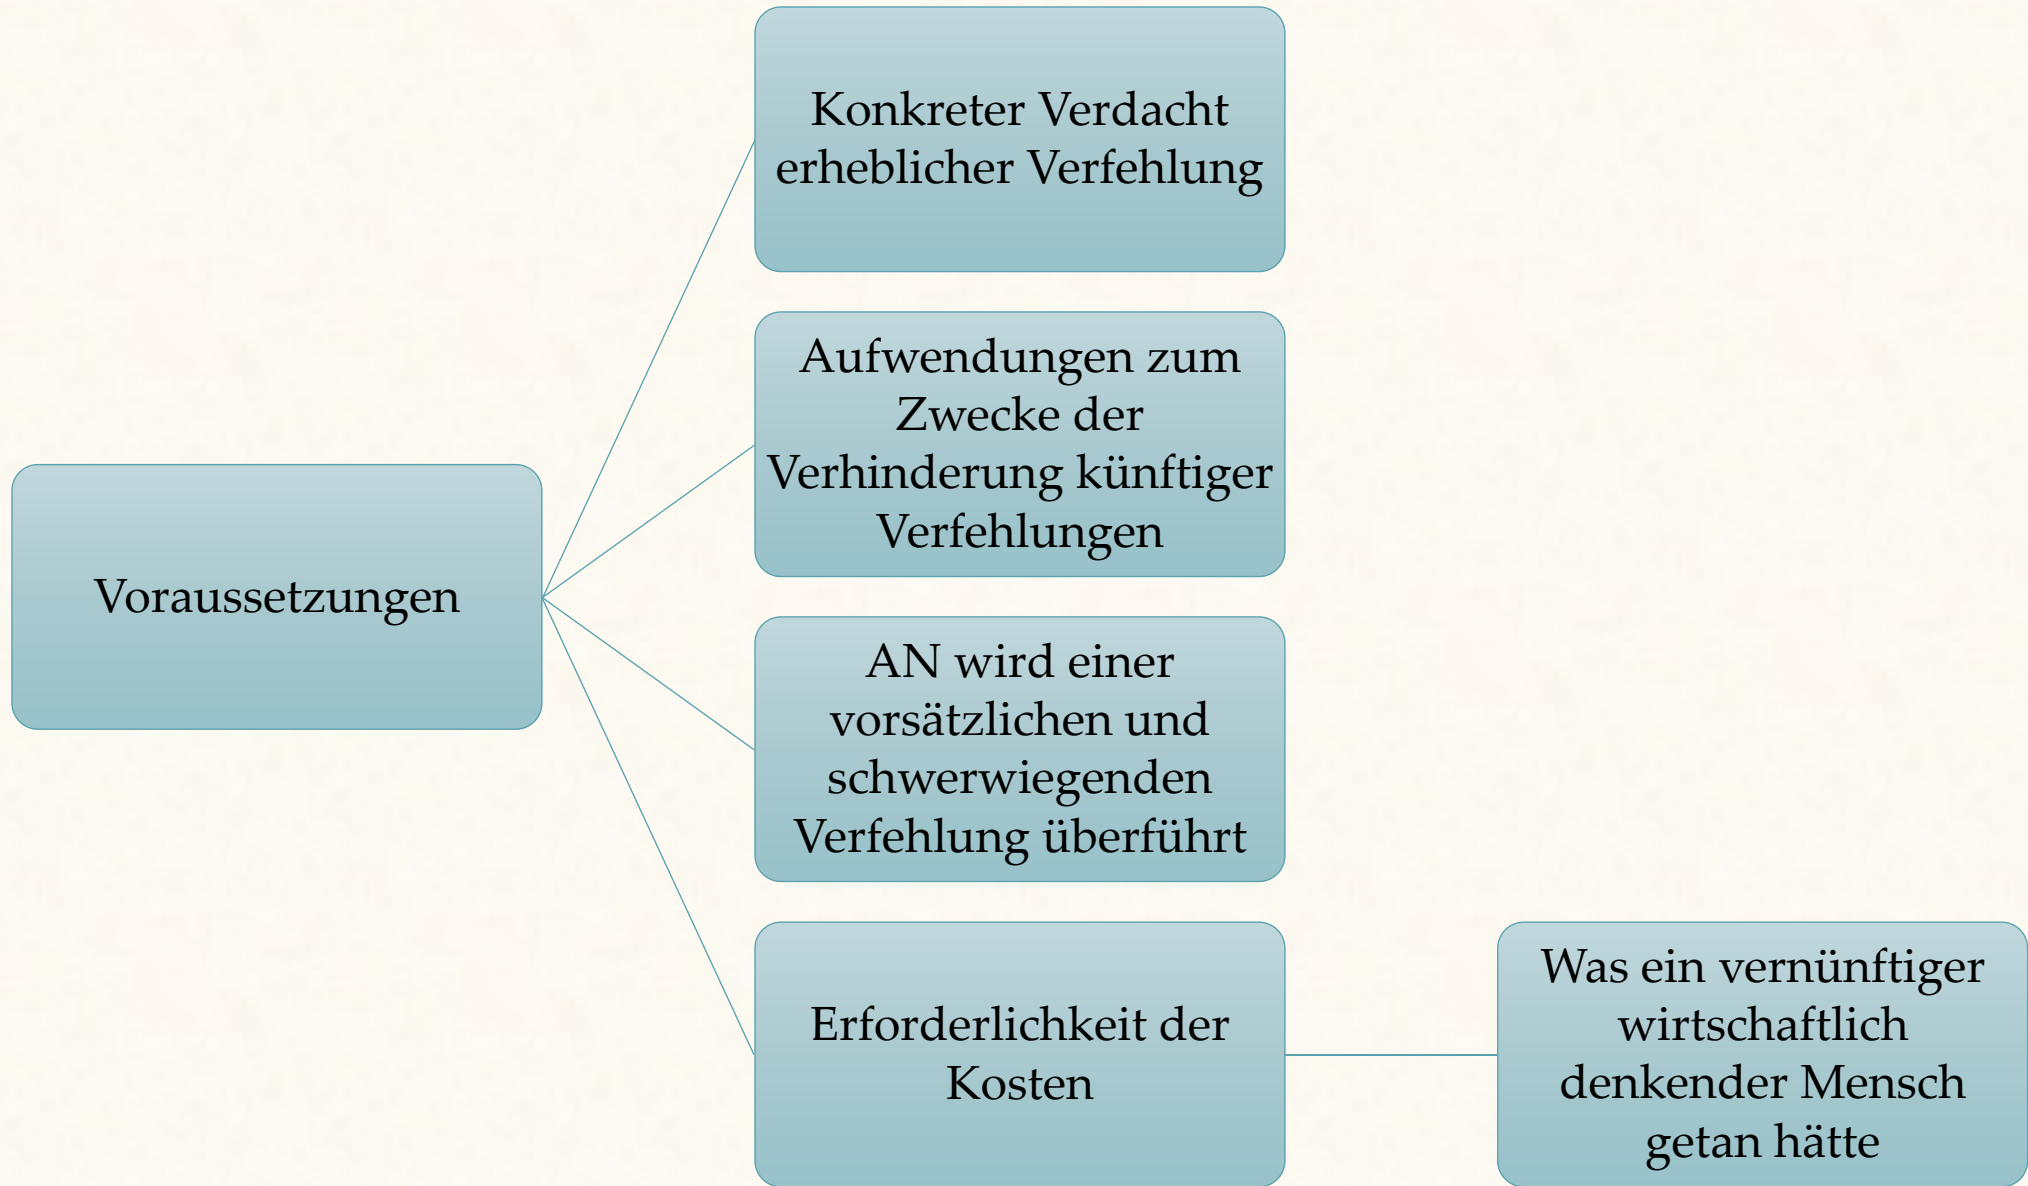 Voraussetzungen
Konkreter Verdacht
erheblicher Verfehlung
Aufwendungen zum
Zwecke der
Verhinderung künftiger
Verfehlungen
AN wird einer
vorsätzlichen und
schwerwiegenden
Verfehlung überführt
Erforderlichkeit der
Kosten
Was ein vernünftiger
wirtschaftlich
denkender Mensch
getan hätte